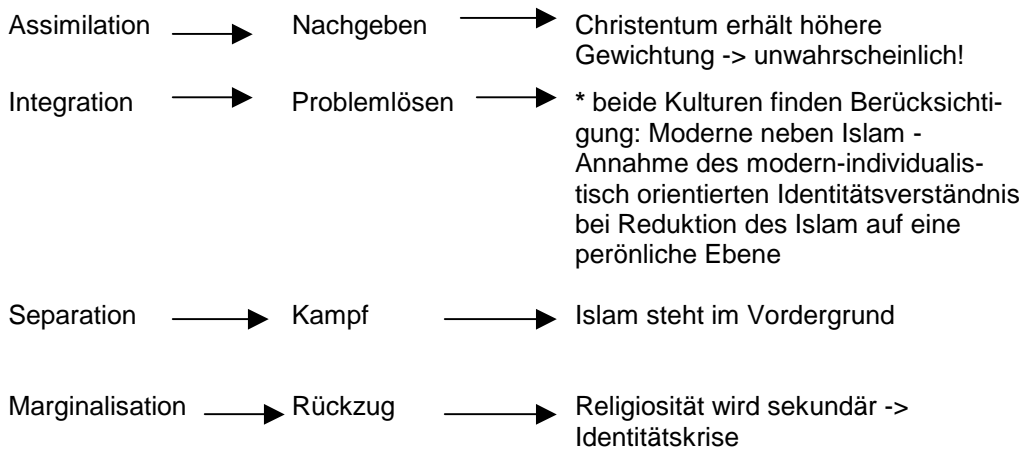 Assimilation Nachgeben Christentum erhält höhere
Gewichtung -> unwahrscheinlich!
Integration Problemlösen * beide Kulturen finden Berücksichti-
gung: Moderne neben Islam -
Annahme des modern-individualis-
tisch orientierten Identitätsverständnis
bei Reduktion des Islam auf eine
perönliche Ebene
Separation Kampf Islam steht im Vordergrund
Marginalisation Rückzug Religiosität wird sekundär ->
Identitätskrise